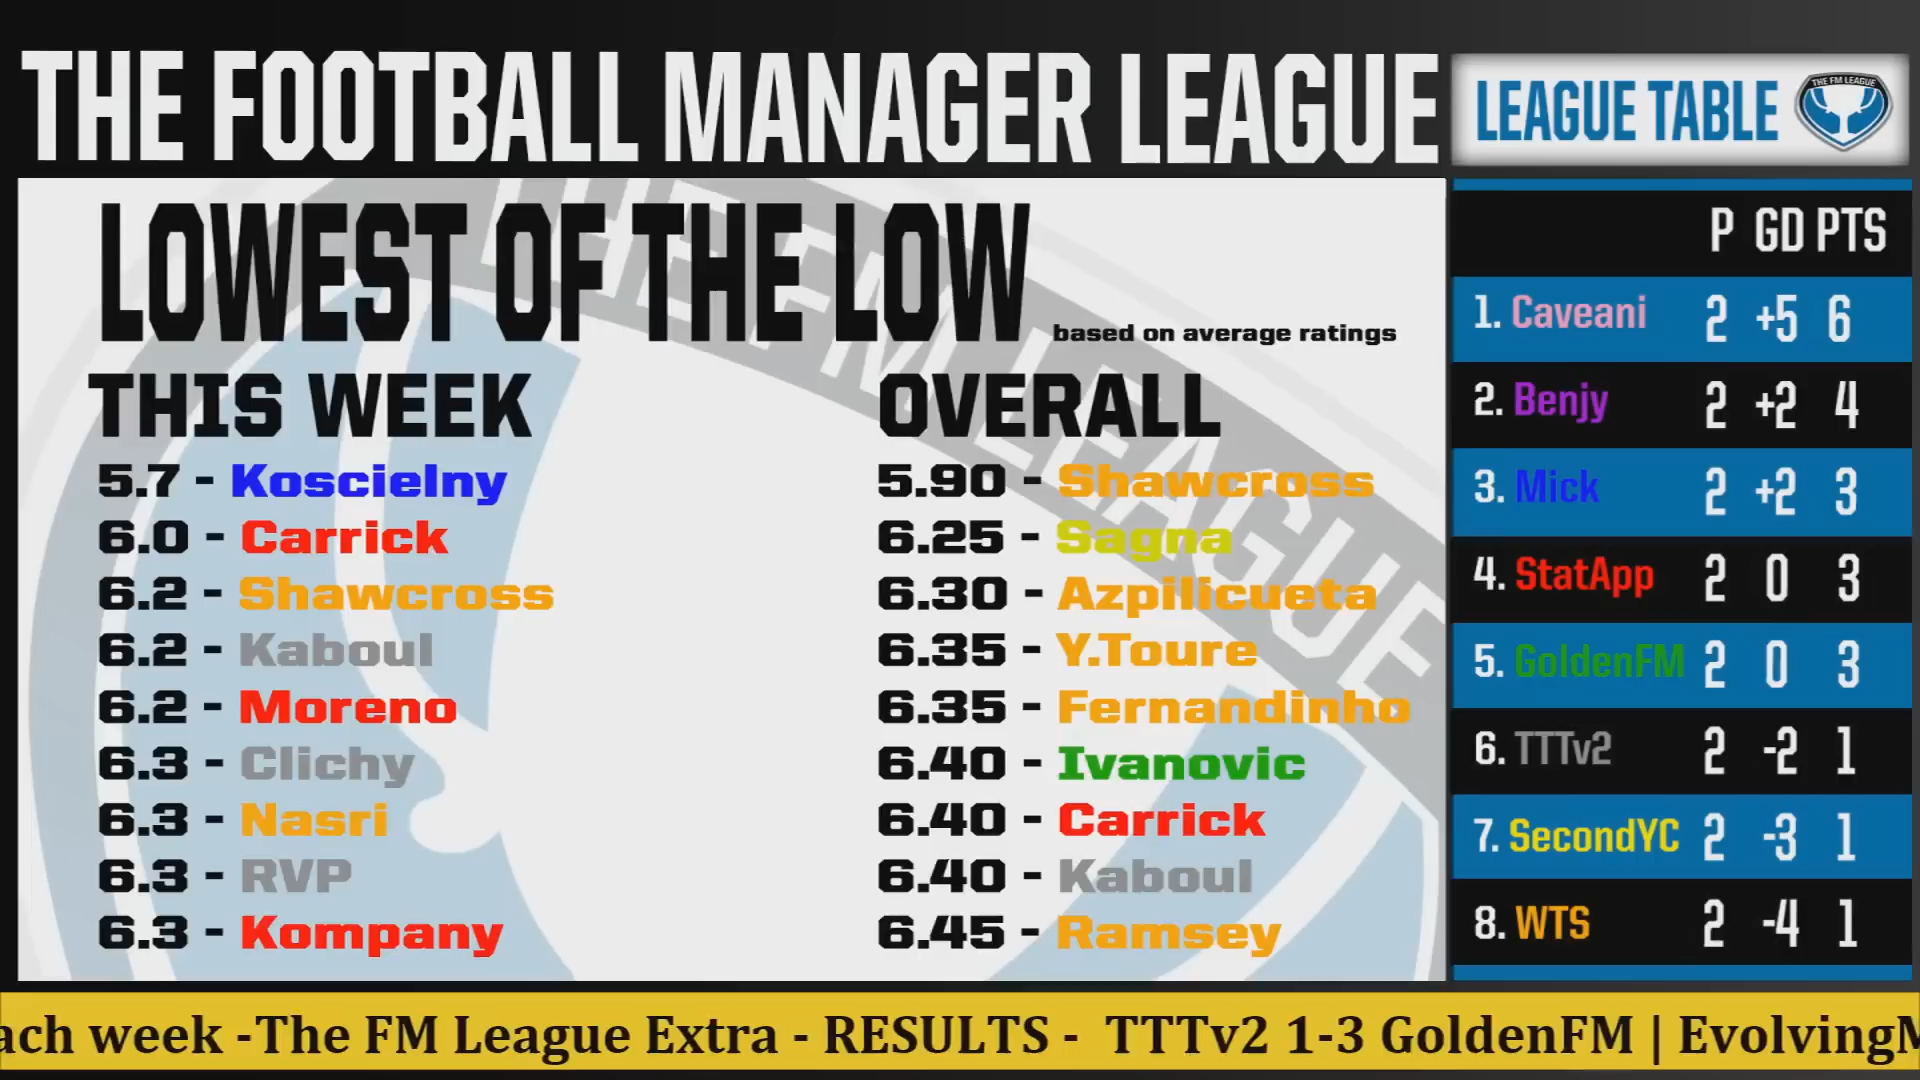 THE FOOTBALL MANAGER LEAGUE
LOWEST OF THE LOW
based on average ratings
THIS WEEK
5.7 - Koscielny
6.0 - Carrick
6.2 - Shawcross
6.2 - Kaboul
6.2 - Moreno
6.3 - Clichy
6.3 - Nasri
6.3 - RVP
6.3 - Kompany
OVERALL
5.90 - Shawcross
6.25 - Sagna
6.30 - Azpilicueta
6.35 - Y.Toure
6.35 - Fernandinho
6.40 - Ivanovic
6.40 - Carrick
6.40 - Kaboul
6.45 - Ramsey
THE FM LEAGUE
LEAGUE TABLE
THE FM LEAGUE
P GD PTS
1. Caveani 2 +5 6
2. Benjy 2 +2 4
3. Mick 2 +2 3
4. StatApp 2 0 3
5. GoldenFM 2 0 3
6. TTTv2 2 -2 1
7. SecondYC 2 -3 1
8. WTS 2 -4 1
ach week -The FM League Extra - RESULTS - TTTv2 1-3 GoldenFM | EvolvingM